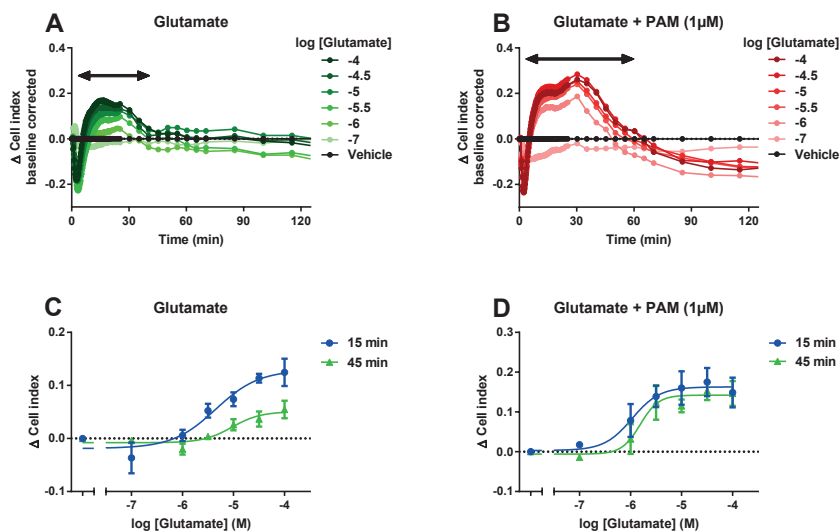 A
Glutamate
Δ Cell index
baseline corrected
0.4
0.2
0.0
-0.2
0
30
60
90
120
Time (min)
log [Glutamate]
-4
-4.5
-5
-5.5
-6
-7
Vehicle
B
Glutamate + PAM (1µM)
Δ Cell index
baseline corrected
0.4
0.2
0.0
-0.2
0
30
60
90
120
Time (min)
log [Glutamate]
-4
-4.5
-5
-5.5
-6
-7
Vehicle
C
Glutamate
Δ Cell index
0.2
0.1
0.0
-0.1
-7
-6
-5
-4
log [Glutamate] (M)
15 min
45 min
D
Glutamate + PAM (1µM)
Δ Cell index
0.3
0.2
0.1
0.0
-0.1
-7
-6
-5
-4
log [Glutamate] (M)
15 min
45 min